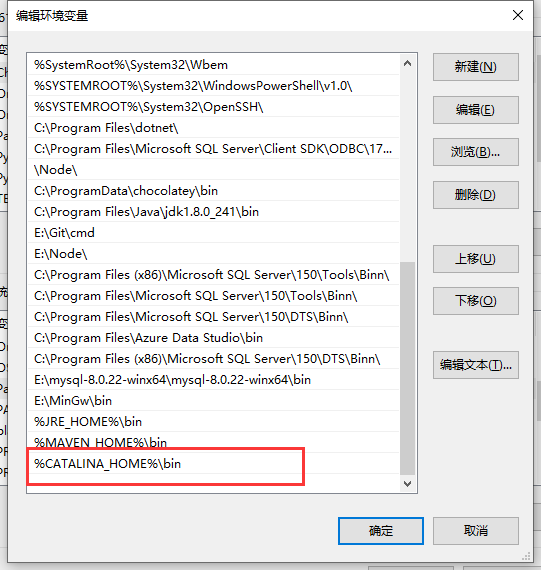 编辑环境变量
%SystemRoot%\System32\Wbem
%SYSTEMROOT%\System32\WindowsPowerShell\v1.0\
%SYSTEMROOT%\System32\OpenSSH\
C:\Program Files\dotnet\
C:\Program Files\Microsoft SQL Server\Client SDK\ODBC\17...
\Node\
C:\ProgramData\chocolatey\bin
C:\Program Files\Java\jdk1.8.0_241\bin
E:\Git\cmd
E:\Node\
C:\Program Files (x86)\Microsoft SQL Server\150\Tools\Binn\
C:\Program Files\Microsoft SQL Server\150\Tools\Binn\
C:\Program Files\Microsoft SQL Server\150\DTS\Binn\
C:\Program Files\Azure Data Studio\bin
C:\Program Files (x86)\Microsoft SQL Server\150\DTS\Binn\
E:\mysql-8.0.22-winx64\mysql-8.0.22-winx64\bin
E:\MinGw\bin
%JRE_HOME%\bin
%MAVEN_HOME%\bin
%CATALINA_HOME%\bin
新建(N)
编辑(E)
浏览(B)...
删除(D)
上移(U)
下移(O)
编辑文本(T)...
确定
取消